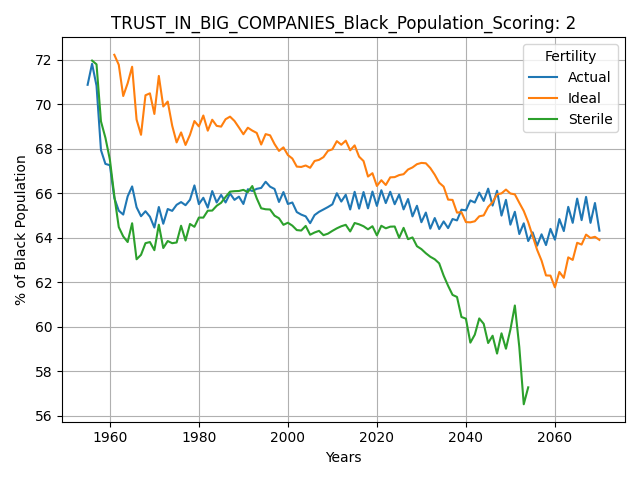 TRUST_IN_BIG_COMPANIES_Black_Population_Scoring: 2
Fertility
Actual
Ideal
Sterile
% of Black Population
72
70
68
66
64
62
60
58
56
1960
1980
2000
2020
2040
2060
Years